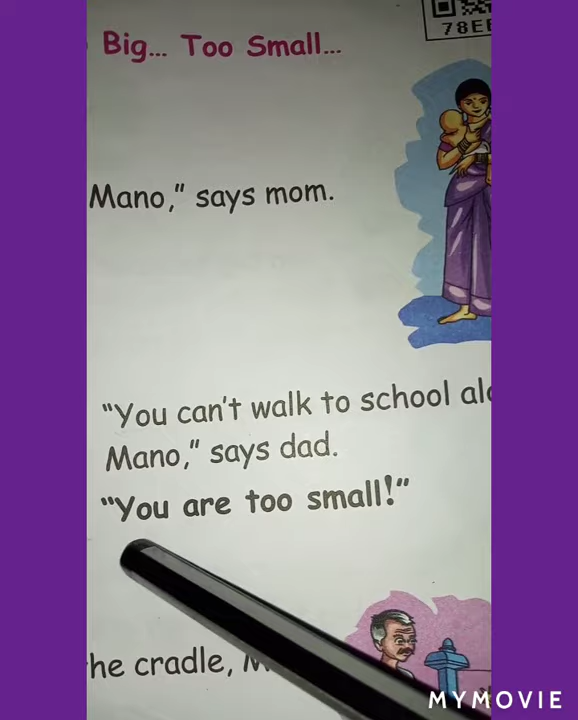 Big... Too Small...
78EE
Mano," says mom.
"You can't walk to school
Mano," says dad.
"You are too small!"
he cradle,
MYMOVIE